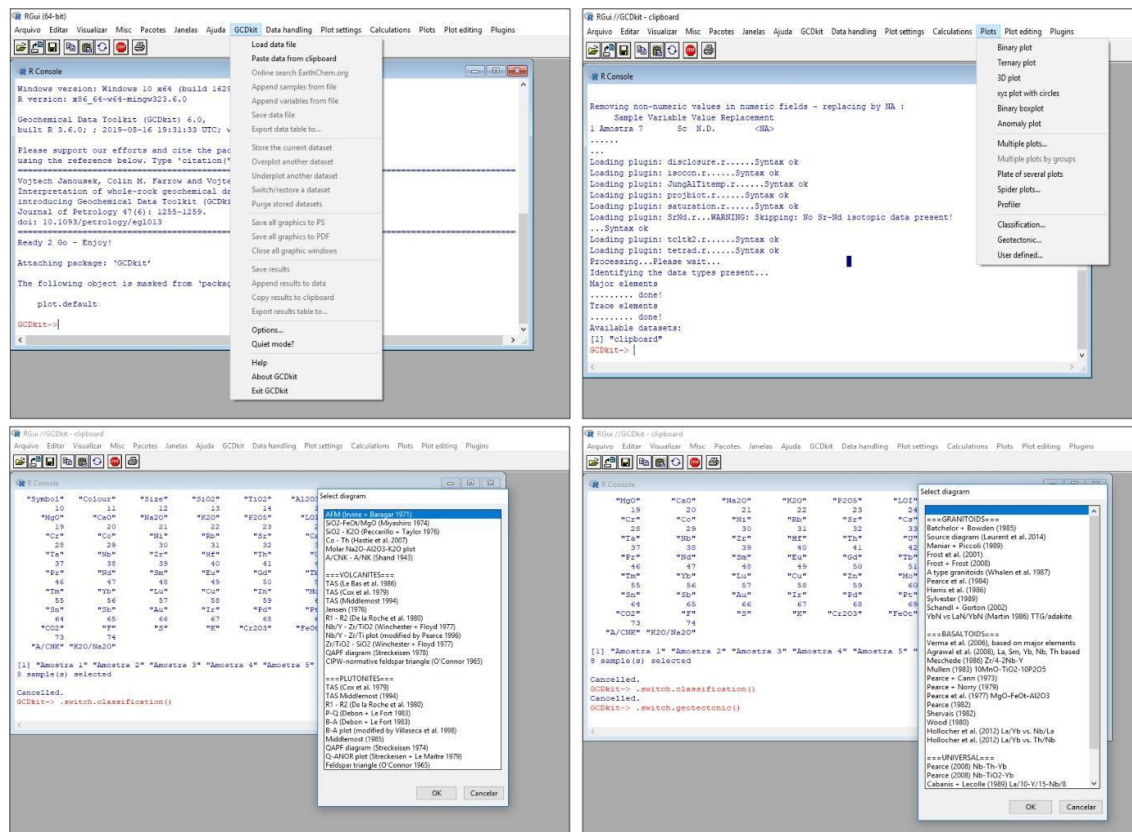 RGui (64-bit)
Arquivo Editar Visualizar Misc Pacotes Janelas Ajuda GCDkit Data handling Plot settings Calculations Plots Plot editing Plugins
R Console
Windows version: Windows 10 x64 (build 1629
R version: x86_64-w64-mingw323.6.0
Geochemical Data Toolkit (GCDkit) 6.0,
built R 3.6.0; ; 2019-08-16 19:31:33 UTC; w
Please support our efforts and cite the pac
using the reference below. Type 'citation("
Vojtech Janousek, Colin M. Farrow and Vojte
Interpretation of whole-rock geochemical da
introducing Geochemical Data Toolkit (GCDki
Journal of Petrology 47(6): 1255-1259.
doi: 10.1093/petrology/egl013
Ready 2 Go - Enjoy!
Attaching package: 'GCDkit'
The following object is masked from 'packag
plot.default
GCDkit->
Load data file
Paste data from clipboard
Online search EarthChem.org
Append samples from file
Append variables from file
Save data file
Export data table to...
Store the current dataset
Overplot another dataset
Underplot another dataset
Switch/restore a dataset
Purge stored datasets
Save all graphics to PS
Save all graphics to PDF
Close all graphic windows
Save results
Append results to data
Copy results to clipboard
Export results table to...
Options...
Quiet mode?
Help
About GCDkit
Exit GCDkit
RGui //GCDkit - clipboard
Arquivo Editar Visualizar Misc Pacotes Janelas Ajuda GCDkit Data handling Plot settings Calculations Plots Plot editing Plugins
R Console
Removing non-numeric values in numeric fields - replacing by NA :
Sample Variable Value Replacement
1 Amostra 7 Sc N.D. <NA>
......
...
Loading plugin: disclosure.r......Syntax ok
Loading plugin: isocon.r......Syntax ok
Loading plugin: JungAlTitemp.r......Syntax ok
Loading plugin: projbiot.r......Syntax ok
Loading plugin: saturation.r......Syntax ok
Loading plugin: SrNd.r...WARNING: Skipping: No Sr-Nd isotopic data present!
...Syntax ok
Loading plugin: tcltk2.r......Syntax ok
Loading plugin: tetrad.r......Syntax ok
Processing...Please wait...
Identifying the data types present...
Major elements
......... done!
Trace elements
......... done!
Available datasets:
[1] "clipboard"
GCDkit->
Binary plot
Ternary plot
3D plot
xyz plot with circles
Binary boxplot
Anomaly plot
Multiple plots...
Multiple plots by groups
Plate of several plots
Spider plots...
Profiler
Classification...
Geotectonic...
User defined...
RGui //GCDkit - clipboard
Arquivo Editar Visualizar Misc Pacotes Janelas Ajuda GCDkit Data handling Plot settings Calculations Plots Plot editing Plugins
R Console
"Symbol" "Colour" "Size" "SiO2" "TiO2" "Al2O3
10 11 12 13 14
"MgO" "CaO" "Na2O" "K2O" "P2O5" "LOI
19 20 21 22 23
"Cr" "Co" "Ni" "Rb" "Sr" "Cs
28 29 30 31 32
"Ta" "Nb" "Zr" "Hf" "Th"
37 38 39 40 41
"Pr" "Nd" "Sm" "Eu" "Gd" "Tb
46 47 48 49 50
"Tm" "Yb" "Lu" "Cu" "Zn" "Mo
55 56 57 58 59
"Sn" "Sb" "Au" "Ir" "Pd"
64 65 66 67 68
"CO2" "F" "S" "K" "Cr2O3" "FeOt
73 74
"A/CNK" "K2O/Na2O"
[1] "Amostra 1" "Amostra 2" "Amostra 3" "Amostra 4" "Amostra 5"
8 sample(s) selected
Cancelled.
GCDkit-> .switch.classification()
Select diagram
AFM (Irvine + Baragar 1971)
SiO2-FeOt/MgO (Miyashiro 1974)
SiO2 - K2O (Peccerillo + Taylor 1976)
Co - Th (Hastie et al. 2007)
Molar Na2O-Al2O3-K2O plot
A/CNK - A/NK (Shand 1943)
===VOLCANITES===
TAS (Le Bas et al. 1986)
TAS (Cox et al. 1979)
TAS (Middlemost 1994)
Jensen (1976)
R1 - R2 (De la Roche et al. 1980)
Nb/Y - Zr/TiO2 (Winchester + Floyd 1977)
Nb/Y - Zr/Ti plot (modified by Pearce 1996)
Zr/TiO2 - SiO2 (Winchester + Floyd 1977)
QAPF diagram (Streckeisen 1978)
CIPW-normative feldspar triangle (O'Connor 1965)
===PLUTONITES===
TAS (Cox et al. 1979)
TAS Middlemost (1994)
R1 - R2 (De la Roche et al. 1980)
P-Q (Debon + Le Fort 1983)
B-A (Debon + Le Fort 1983)
B-A plot (modified by Villaseca et al. 1998)
Middlemost (1985)
QAPF diagram (Streckeisen 1974)
Q-ANOR plot (Streckeisen + Le Maitre 1979)
Feldspar triangle (O'Connor 1965)
OK Cancelar
RGui //GCDkit - clipboard
Arquivo Editar Visualizar Misc Pacotes Janelas Ajuda GCDkit Data handling Plot settings Calculations Plots Plot editing Plugins
R Console
"MgO" "CaO" "Na2O" "K2O" "P2O5" "LOI"
19 20 21 22 23 24
"Cr" "Co" "Ni" "Rb" "Sr" "Cs"
28 29 30 31 32 33
"Ta" "Nb" "Zr" "Hf" "Th" "U"
37 38 39 40 41 42
"Pr" "Nd" "Sm" "Eu" "Gd" "Tb"
46 47 48 49 50 51
"Tm" "Yb" "Lu" "Cu" "Zn" "Mo"
55 56 57 58 59 60
"Sn" "Sb" "Au" "Ir" "Pd" "Pt"
64 65 66 67 68 69
"CO2" "F" "S" "K" "Cr2O3" "FeOt"
73 74
"A/CNK" "K2O/Na2O"
[1] "Amostra 1" "Amostra 2" "Amostra 3" "Amostra 4" "Amostra 5" "
8 sample(s) selected
Cancelled.
GCDkit-> .switch.classification()
Cancelled.
GCDkit-> .switch.geotectonic()
Select diagram
===GRANITOIDS===
Batchelor + Bowden (1985)
Source diagram (Laurent et al. 2014)
Maniar + Piccoli (1989)
Frost et al. (2001)
Frost + Frost (2008)
A type granitoids (Whalen et al. 1987)
Pearce et al. (1984)
Harris et al. (1986)
Sylvester (1989)
Schandl + Gorton (2002)
YbN vs LaN/YbN (Martin 1986) TTG/adakite
===BASALTOIDS===
Verma et al. (2006), based on major elements
Agrawal et al. (2008), La, Sm, Yb, Nb, Th based
Meschede (1986) Zr/4-2Nb-Y
Mullen (1983) 10MnO-TiO2-10P2O5
Pearce + Cann (1973)
Pearce + Norry (1979)
Pearce et al. (1977) MgO-FeOt-Al2O3
Pearce (1982)
Shervais (1982)
Wood (1980)
Hollocher et al. (2012) La/Yb vs. Nb/La
Hollocher et al. (2012) La/Yb vs. Th/Nb
===UNIVERSAL===
Pearce (2008) Nb-Th-Yb
Pearce (2008) Nb-TiO2-Yb
Cabanis + Lecolle (1989) La/10-Y/15-Nb/8
OK Cancelar